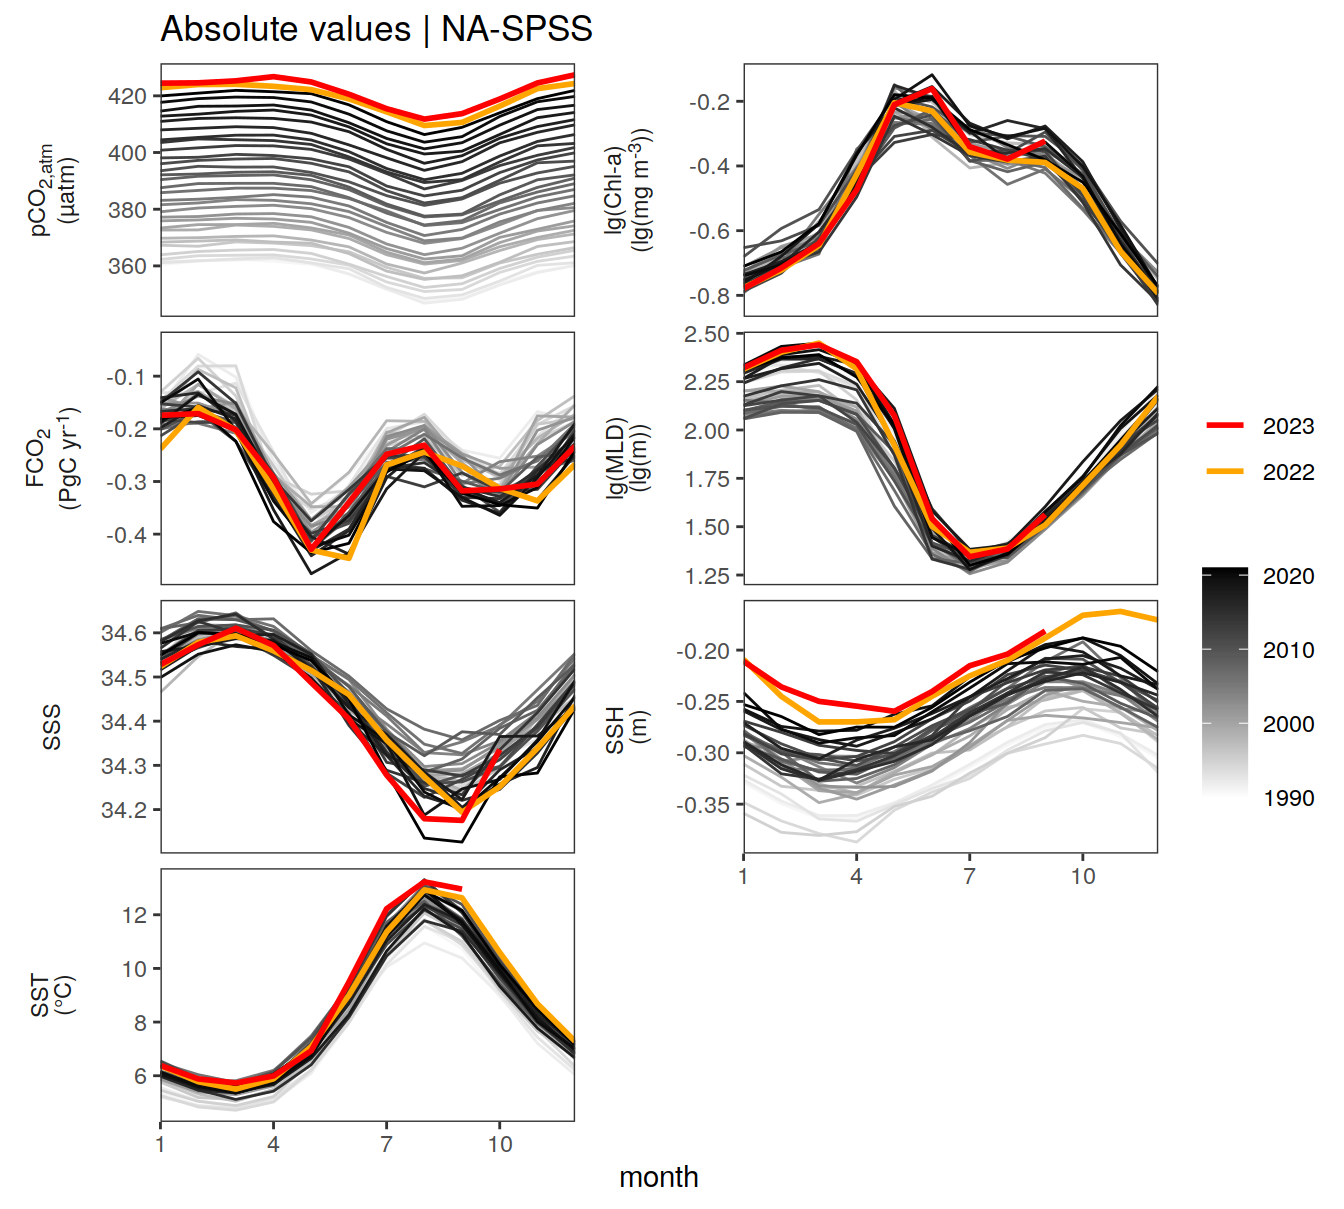 Absolute values | NA-SPSS
pCO2,atm
(µatm)
420
400
380
360
lg(Chl-a)
(lg(mg m-3))
-0.2
-0.4
-0.6
-0.8
FCO2
(PgC yr-1)
-0.1
-0.2
-0.3
-0.4
lg(MLD)
(lg(m))
2.50
2.25
2.00
1.75
1.50
1.25
SSS
34.6
34.5
34.4
34.3
34.2
SSH
(m)
-0.20
-0.25
-0.30
-0.35
1 4 7 10
SST
(°C)
12
10
8
6
1 4 7 10
month
2023
2022
2020
2010
2000
1990